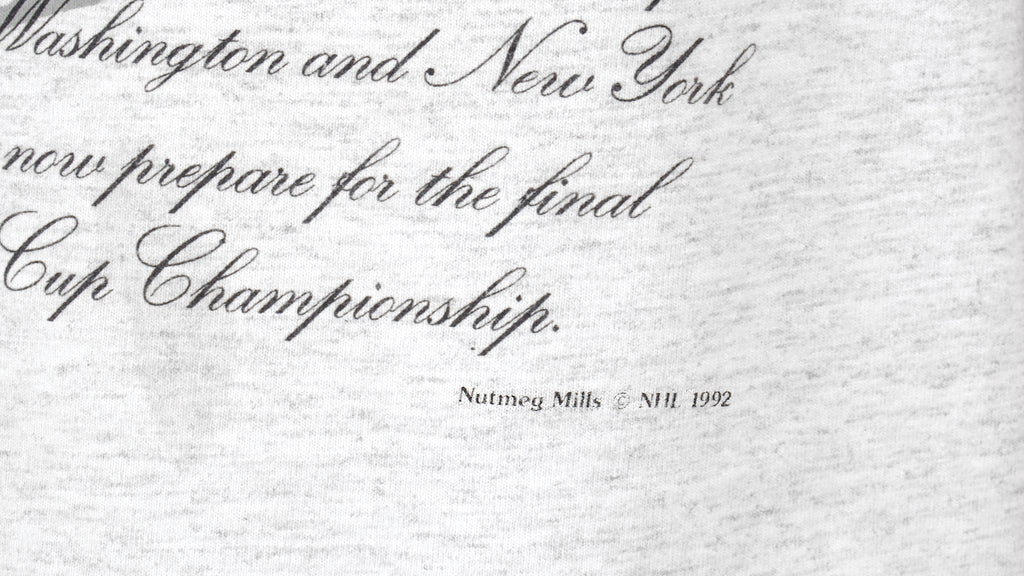 Washington and New York
now prepare for the final
Cup Championship.
Nutmeg Mills © NHL 1992